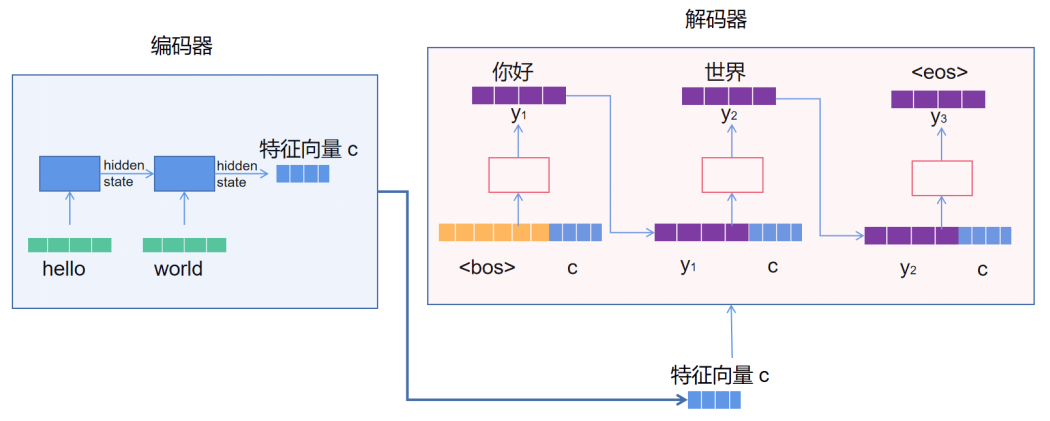 编码器
hidden
state
hidden
state
特征向量 c
hello
world
解码器
你好
世界
<eos>
y₁
y₂
y₃
<bos>
c
y₁
c
y₂
c
特征向量 c